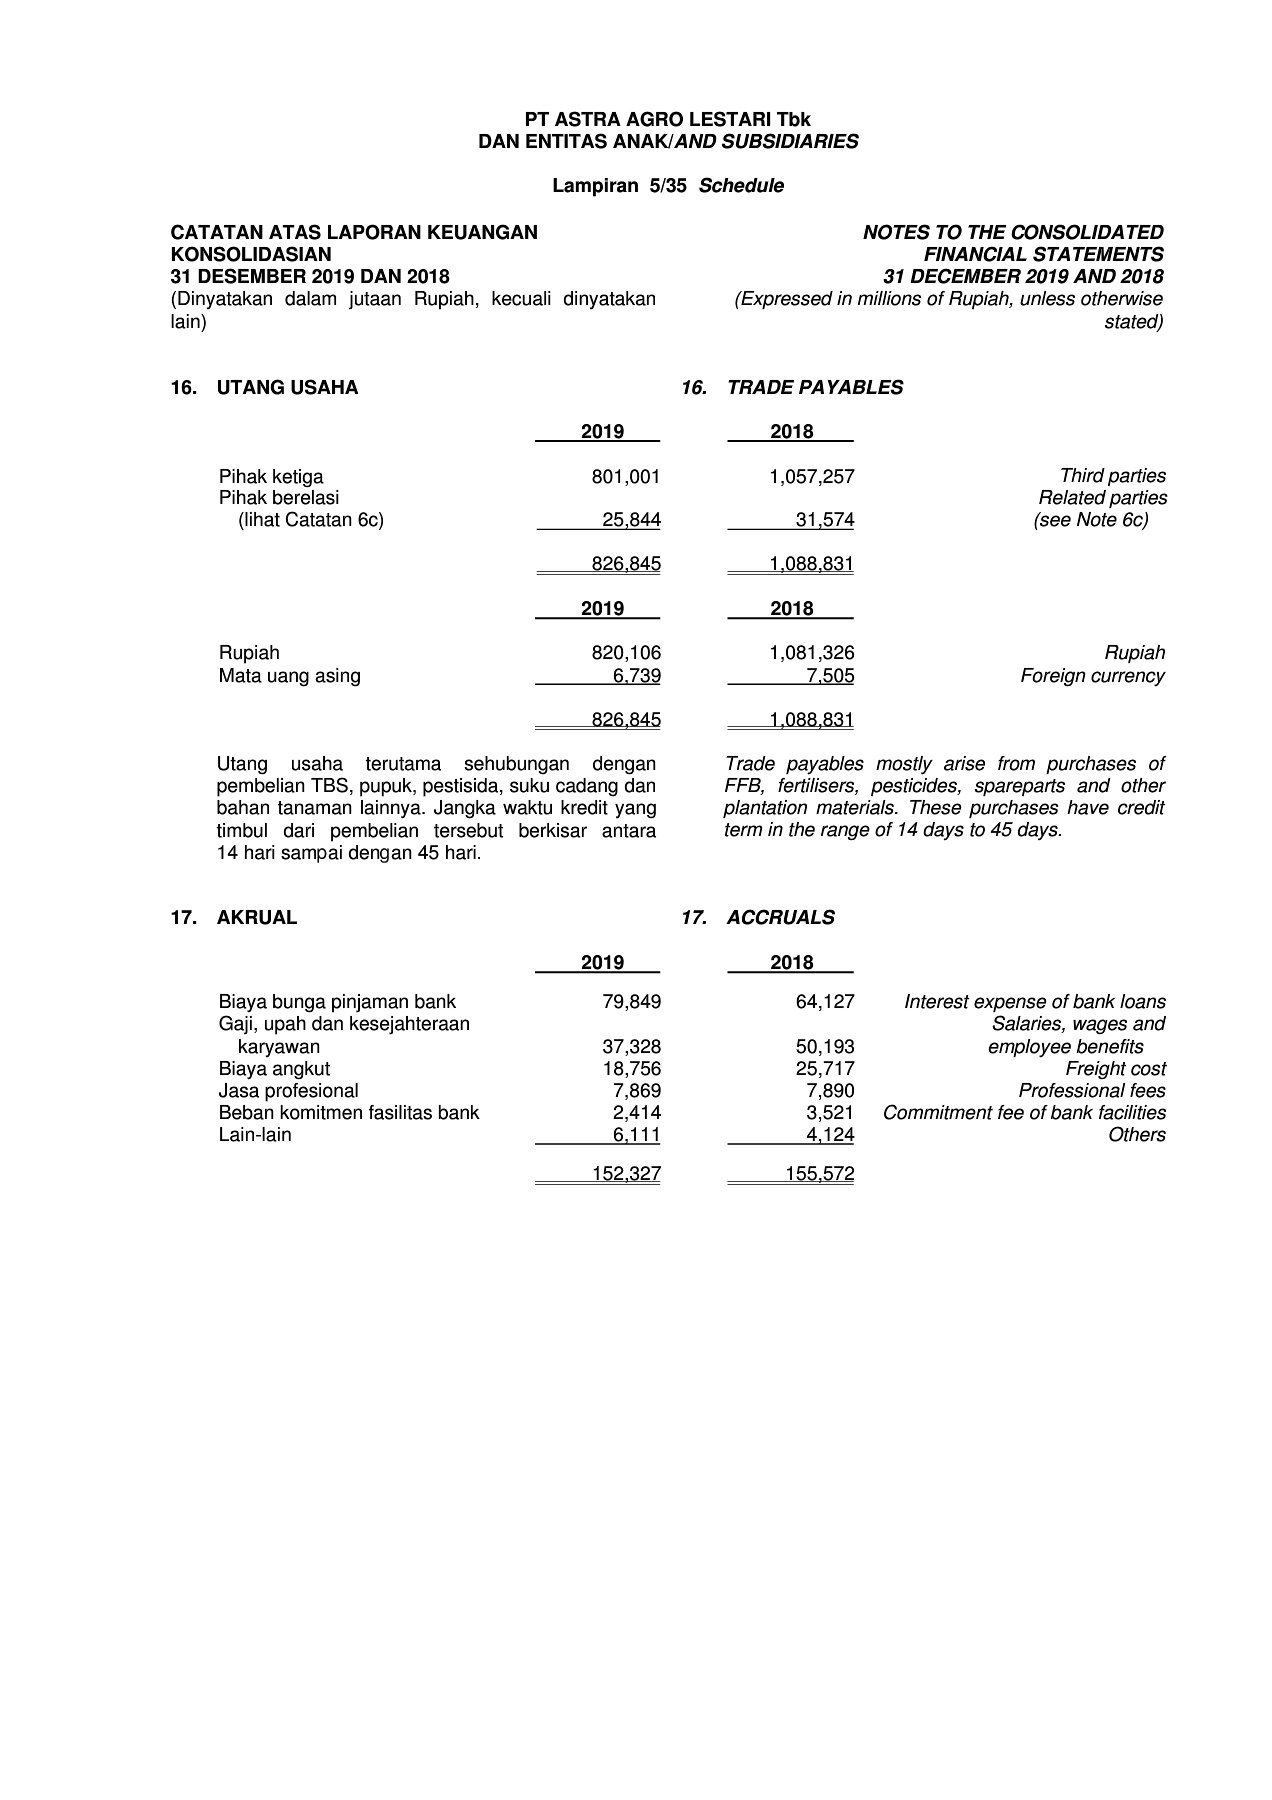 PT ASTRA AGRO LESTARI Tbk
DAN ENTITAS ANAK/AND SUBSIDIARIES
Lampiran 5/35 Schedule
CATATAN ATAS LAPORAN KEUANGAN
KONSOLIDASIAN
31 DESEMBER 2019 DAN 2018
(Dinyatakan dalam jutaan Rupiah, kecuali dinyatakan
lain)
NOTES TO THE CONSOLIDATED
FINANCIAL STATEMENTS
31 DECEMBER 2019 AND 2018
(Expressed in millions of Rupiah, unless otherwise
stated)
16. UTANG USAHA 16. TRADE PAYABLES
2019 2018
Pihak ketiga 801,001 1,057,257 Third parties
Pihak berelasi Related parties
(lihat Catatan 6c) 25,844 31,574 (see Note 6c)
826,845 1,088,831
2019 2018
Rupiah 820,106 1,081,326 Rupiah
Mata uang asing 6,739 7,505 Foreign currency
826,845 1,088,831
Utang usaha terutama sehubungan dengan
pembelian TBS, pupuk, pestisida, suku cadang dan
bahan tanaman lainnya. Jangka waktu kredit yang
timbul dari pembelian tersebut berkisar antara
14 hari sampai dengan 45 hari.
Trade payables mostly arise from purchases of
FFB, fertilisers, pesticides, spareparts and other
plantation materials. These purchases have credit
term in the range of 14 days to 45 days.
17. AKRUAL 17. ACCRUALS
2019 2018
Biaya bunga pinjaman bank 79,849 64,127 Interest expense of bank loans
Gaji, upah dan kesejahteraan Salaries, wages and
karyawan 37,328 50,193 employee benefits
Biaya angkut 18,756 25,717 Freight cost
Jasa profesional 7,869 7,890 Professional fees
Beban komitmen fasilitas bank 2,414 3,521 Commitment fee of bank facilities
Lain-lain 6,111 4,124 Others
152,327 155,572